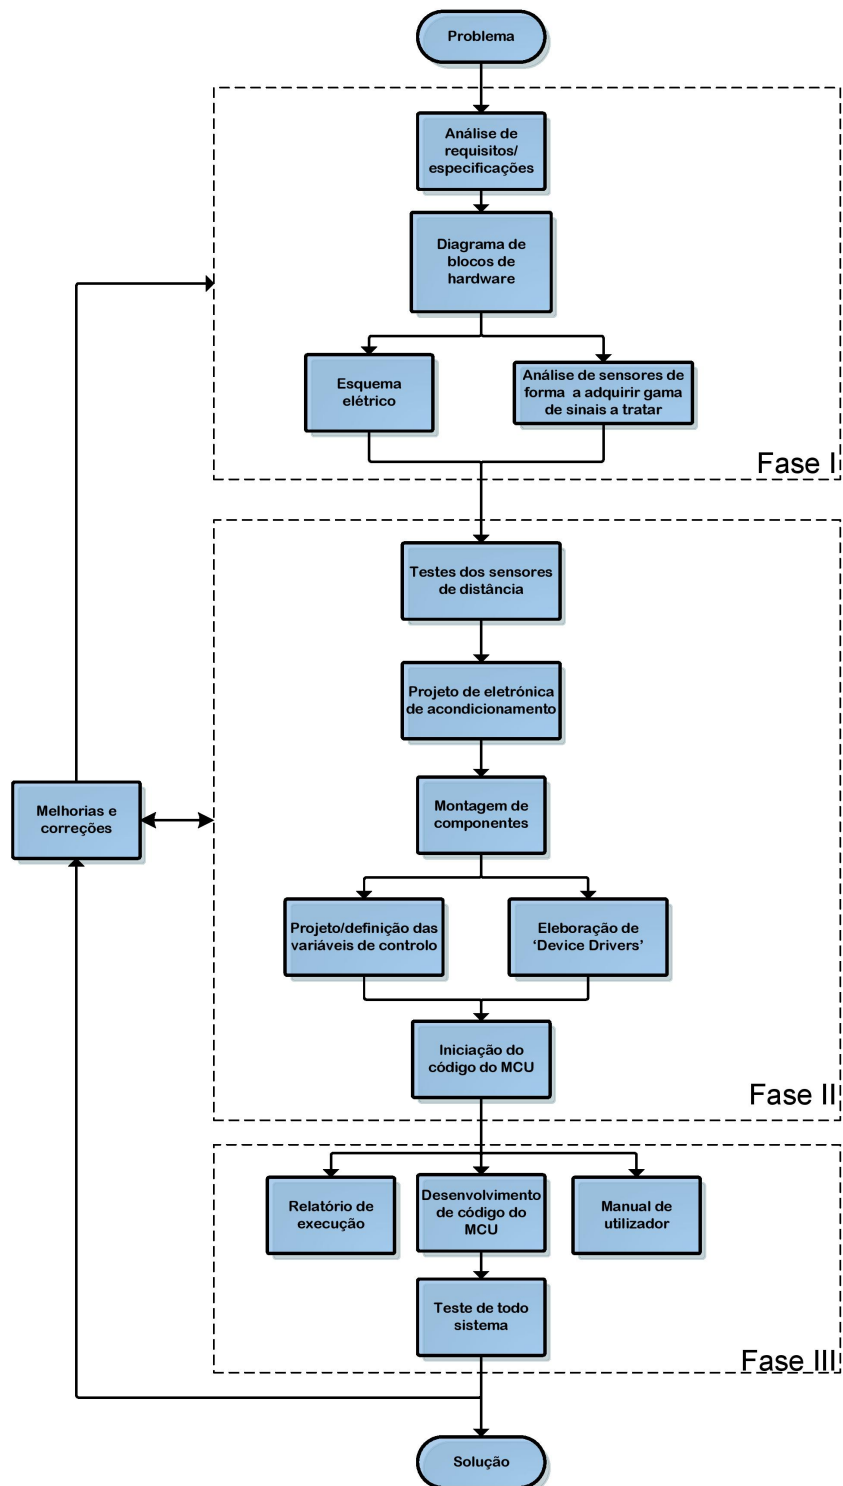 Problema
Análise de
requisitos/
especificações
Diagrama de
blocos de
hardware
Esquema
elétrico
Análise de sensores de
forma a adquirir gama
de sinais a tratar
Fase I
Testes dos sensores
de distância
Projeto de eletrónica
de acondicionamento
Melhorias e
correções
Montagem de
componentes
Projeto/definição das
variáveis de controlo
Eleboração de
‘Device Drivers’
Iniciação do
código do MCU
Fase II
Relatório de
execução
Desenvolvimento
de código do
MCU
Manual de
utilizador
Teste de todo
sistema
Fase III
Solução